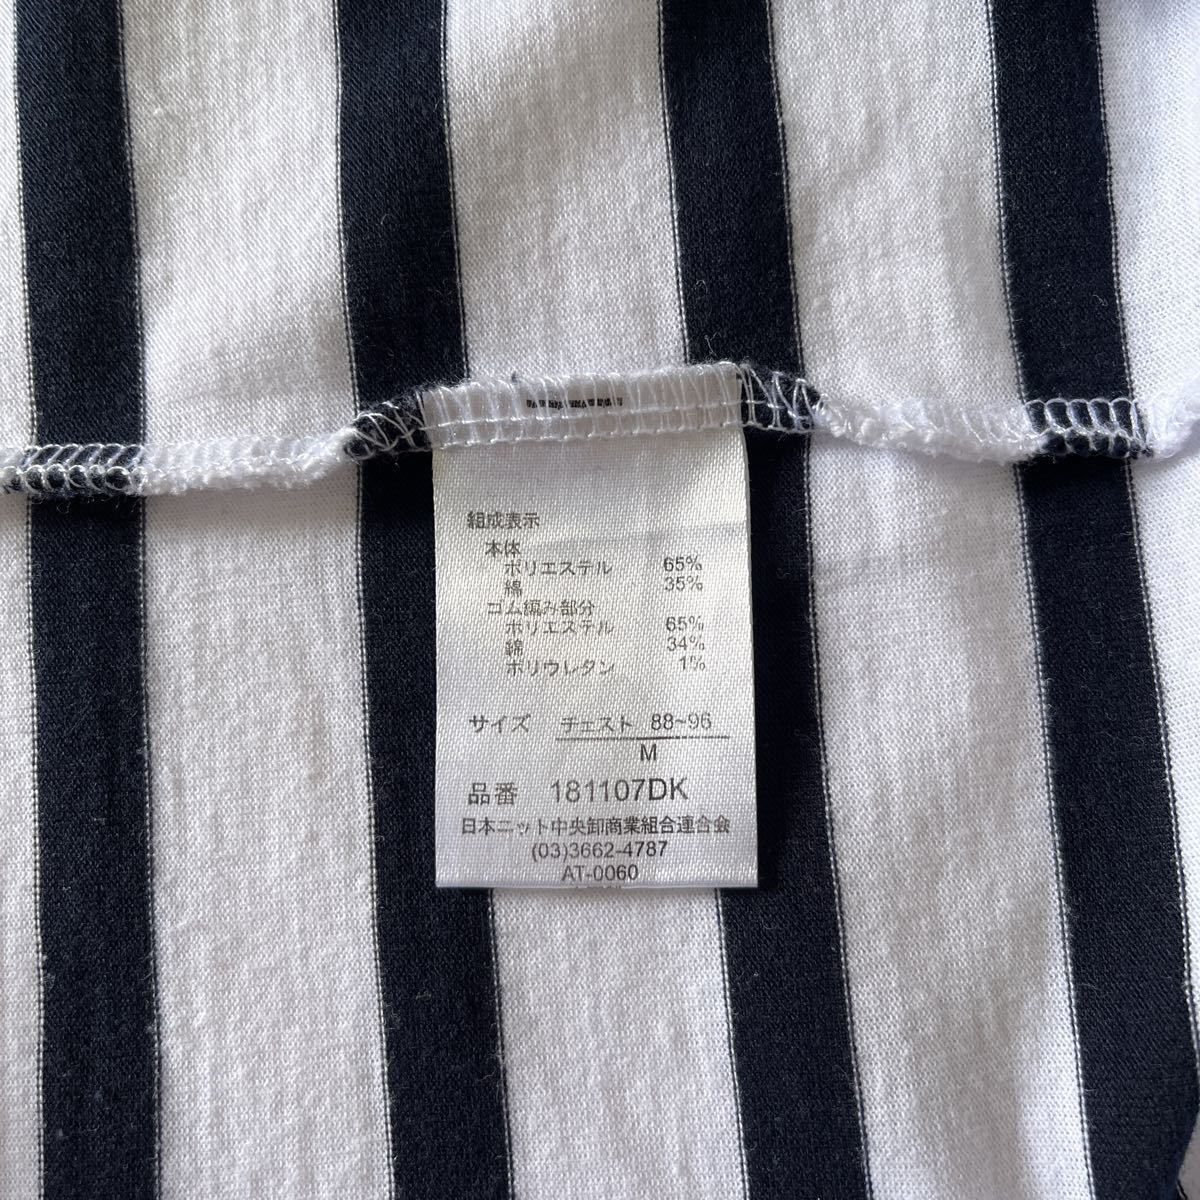 組成表示
本体
ポリエステル 65%
綿 35%
ゴム編み部分
ポリエステル 65%
綿 34%
ポリウレタン 1%
サイズ チェスト 88~96
M
品番 181107DK
日本ニット中央卸商業組合連合会
(03)3662-4787
AT-0060